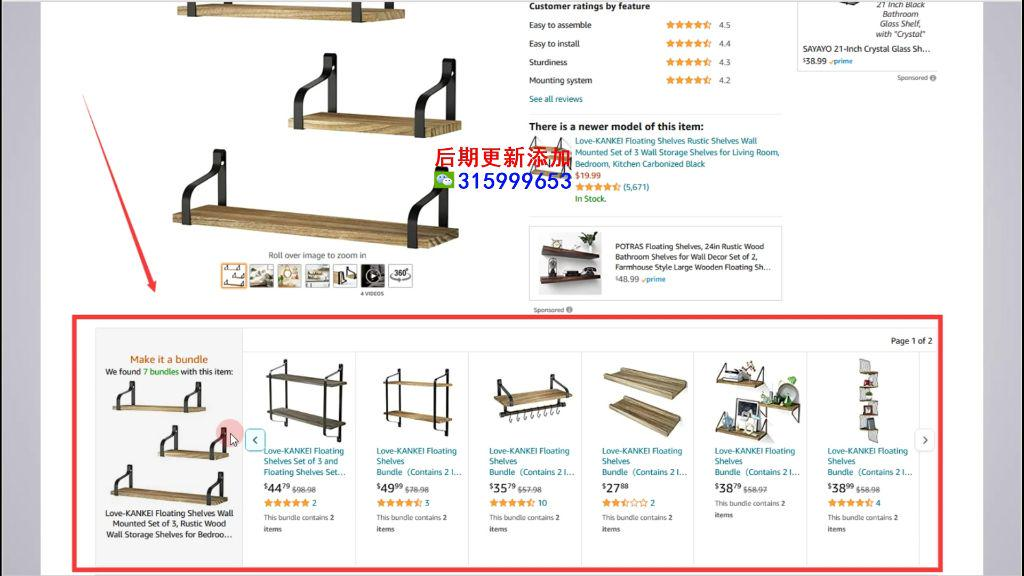 Customer ratings by feature
Easy to assemble 4.5
Easy to install 4.4
Sturdiness 4.3
Mounting system 4.2
See all reviews
21 Inch Black
Bathroom
Glass Shelf,
with "Crystal"
SAYAYO 21-Inch Crystal Glass Sh...
$38.99 prime
Sponsored
There is a newer model of this item:
Love-KANKEI Floating Shelves Rustic Shelves Wall
Mounted Set of 3 Wall Storage Shelves for Living Room,
Bedroom, Kitchen Carbonized Black
$19.99
(5,671)
In Stock.
后期更新添加
315999653
Roll over image to zoom in
360°
4 VIDEOS
POTRAS Floating Shelves, 24in Rustic Wood
Bathroom Shelves for Wall Decor Set of 2,
Farmhouse Style Large Wooden Floating Sh...
$48.99 prime
Sponsored
Page 1 of 2
Make it a bundle
We found 7 bundles with this item:
Love-KANKEI Floating Shelves Wall
Mounted Set of 3, Rustic Wood
Wall Storage Shelves for Bedroo...
Love-KANKEI Floating
Shelves Set of 3 and
Floating Shelves Set...
$44.79 $98.98
2
This bundle contains 2
items
Love-KANKEI Floating
Shelves
Bundle（Contains 2 I...
$49.99 $78.98
3
This bundle contains 2
items
Love-KANKEI Floating
Shelves
Bundle（Contains 2 I...
$35.79 $57.98
10
This bundle contains 2
items
Love-KANKEI Floating
Shelves
Bundle（Contains 2 I...
$27.88
2
This bundle contains 2
items
Love-KANKEI Floating
Shelves
Bundle（Contains 2 I...
$38.79 $58.97
This bundle contains 2
items
Love-KANKEI Floating
Shelves
Bundle（Contains 2 I...
$38.99 $58.98
4
This bundle contains 2
items